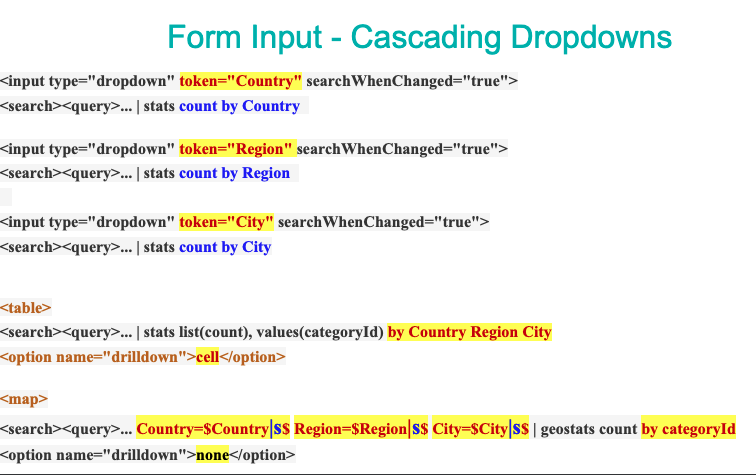 Form Input - Cascading Dropdowns
<input type="dropdown" token="Country" searchWhenChanged="true">
<search><query>... | stats count by Country
<input type="dropdown" token="Region" searchWhenChanged="true">
<search><query>... | stats count by Region
<input type="dropdown" token="City" searchWhenChanged="true">
<search><query>... | stats count by City
<table>
<search><query>... | stats list(count), values(categoryId) by Country Region City
<option name="drilldown">cell</option>
<map>
<search><query>... Country=$Country|s$ Region=$Region|s$ City=$City|s$ | geostats count by categoryId
<option name="drilldown">none</option>